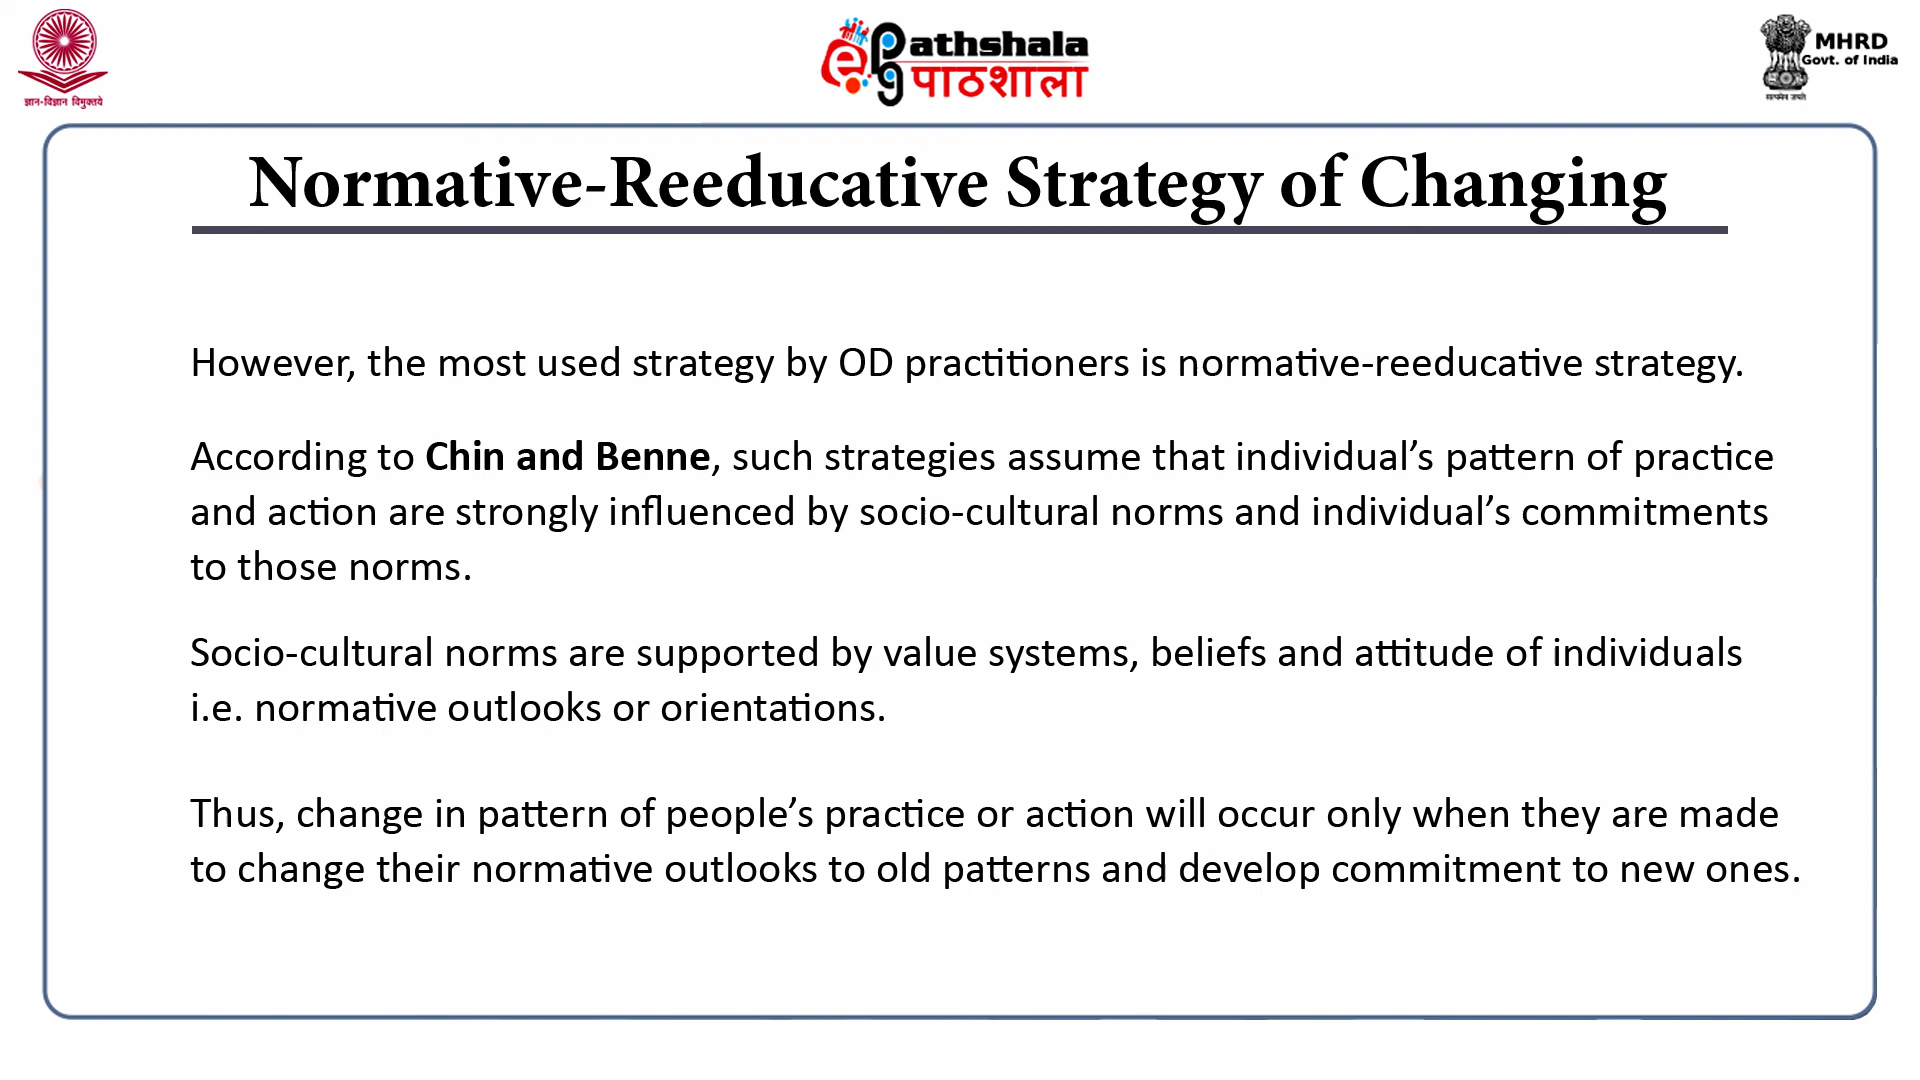 ज्ञान-विज्ञान विमुक्तये
e pg Pathshala
पाठशाला
MHRD
Govt. of India
सत्यमेव जयते
Normative-Reeducative Strategy of Changing
However, the most used strategy by OD practitioners is normative-reeducative strategy.
According to Chin and Benne, such strategies assume that individual’s pattern of practice
and action are strongly influenced by socio-cultural norms and individual’s commitments
to those norms.
Socio-cultural norms are supported by value systems, beliefs and attitude of individuals
i.e. normative outlooks or orientations.
Thus, change in pattern of people’s practice or action will occur only when they are made
to change their normative outlooks to old patterns and develop commitment to new ones.